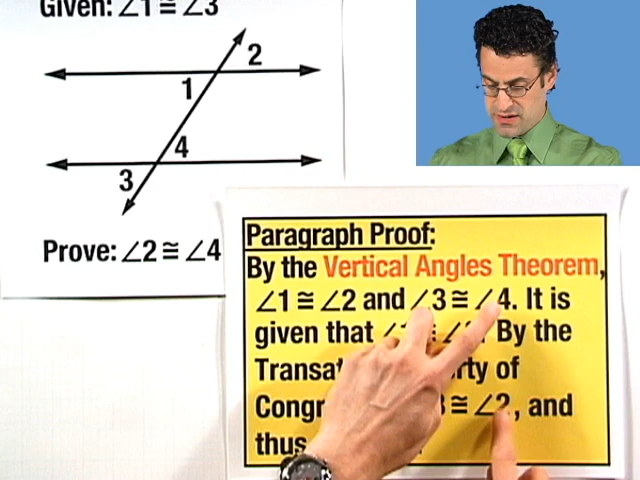 Given: ∠1 ≅ ∠3
2
1
4
3
Prove: ∠2 ≅ ∠4
Paragraph Proof:
By the Vertical Angles Theorem,
∠1 ≅ ∠2 and ∠3 ≅ ∠4. It is
given that By the
of
≅ ∠2, and
thus